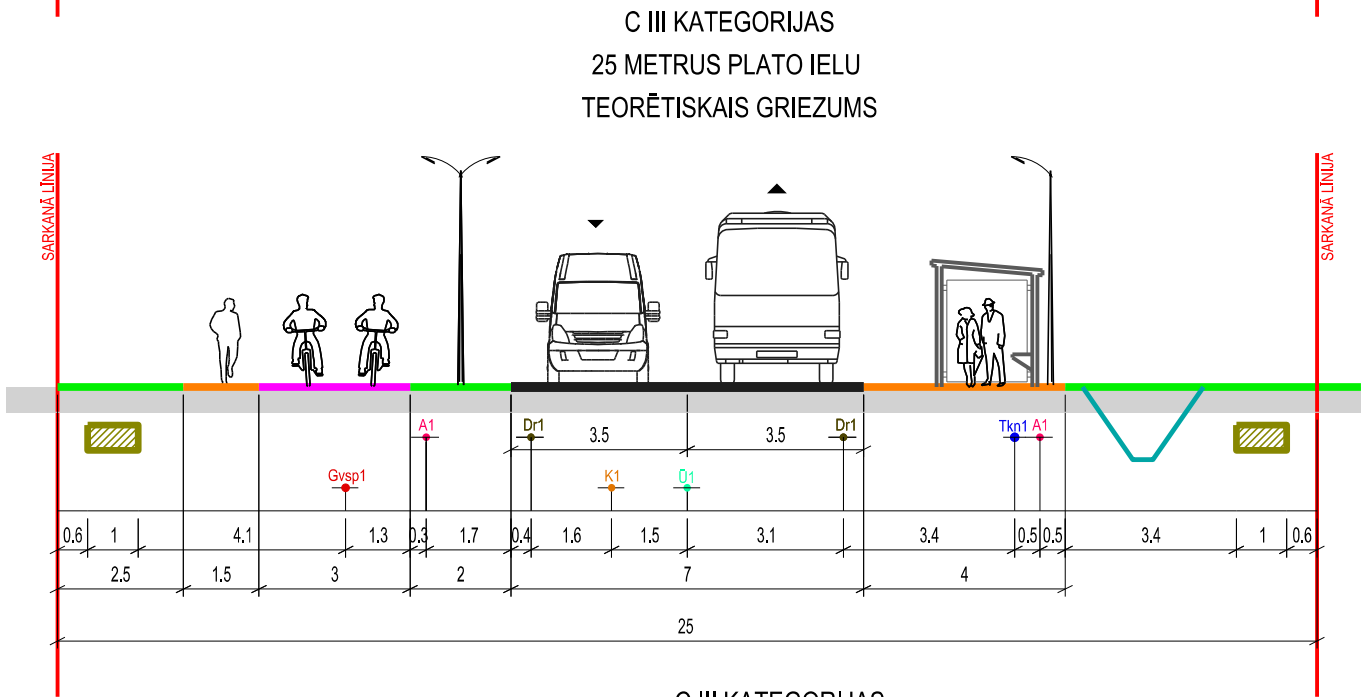 C III KATEGORIJAS
25 METRUS PLATO IELU
TEORĒTISKAIS GRIEZUMS
SARKANĀ LĪNIJA
SARKANĀ LĪNIJA
A1
Dr1
3.5
3.5
Dr1
Tkn1
A1
Gvsp1
K1
Ū1
0.6
1
4.1
1.3
0.3
1.7
0.4
1.6
1.5
3.1
3.4
0.5
0.5
3.4
1
0.6
2.5
1.5
3
2
7
4
25
C III KATEGORIJAS